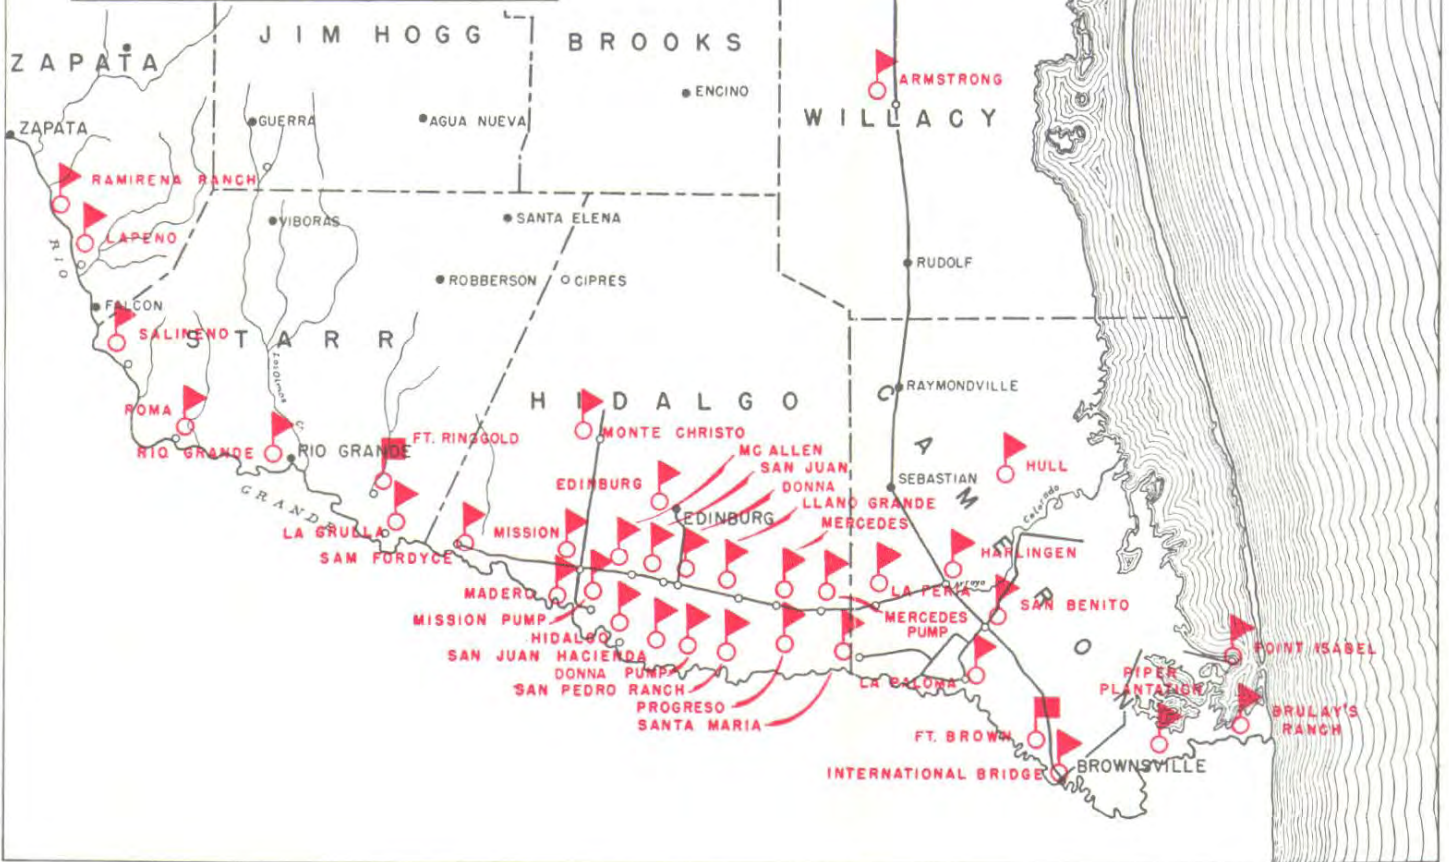 JIM HOGG
BROOKS
ZAPATA
ARMSTRONG
ENCINO
WILLACY
ZAPATA
GUERRA
AGUA NUEVA
RAMIRENA RANCH
VIBORAS
SANTA ELENA
LAPENO
RIO
RUDOLF
ROBBERSON
CIPRES
FALCON
SALINENO
STARR
Los Olmos
RAYMONDVILLE
HIDALGO
CAMERON
ROMA
MONTE CHRISTO
FT. RINGGOLD
RIO GRANDE
RIO GRANDE
MC ALLEN
SAN JUAN
HULL
EDINBURG
DONNA
SEBASTIAN
GRANDE
LLANO GRANDE
Colorado
EDINBURG
MERCEDES
LA GRULLA
MISSION
SAM FORDYCE
HARLINGEN
Arroyo
MADERO
LA FERIA
SAN BENITO
MISSION PUMP
MERCEDES
PUMP
HIDALGO
SAN JUAN HACIENDA
POINT ISABEL
DONNA PUMP
PIPER
PLANTATION
LA PALOMA
SAN PEDRO RANCH
PROGRESO
BRULAY'S
RANCH
SANTA MARIA
FT. BROWN
BROWNSVILLE
INTERNATIONAL BRIDGE